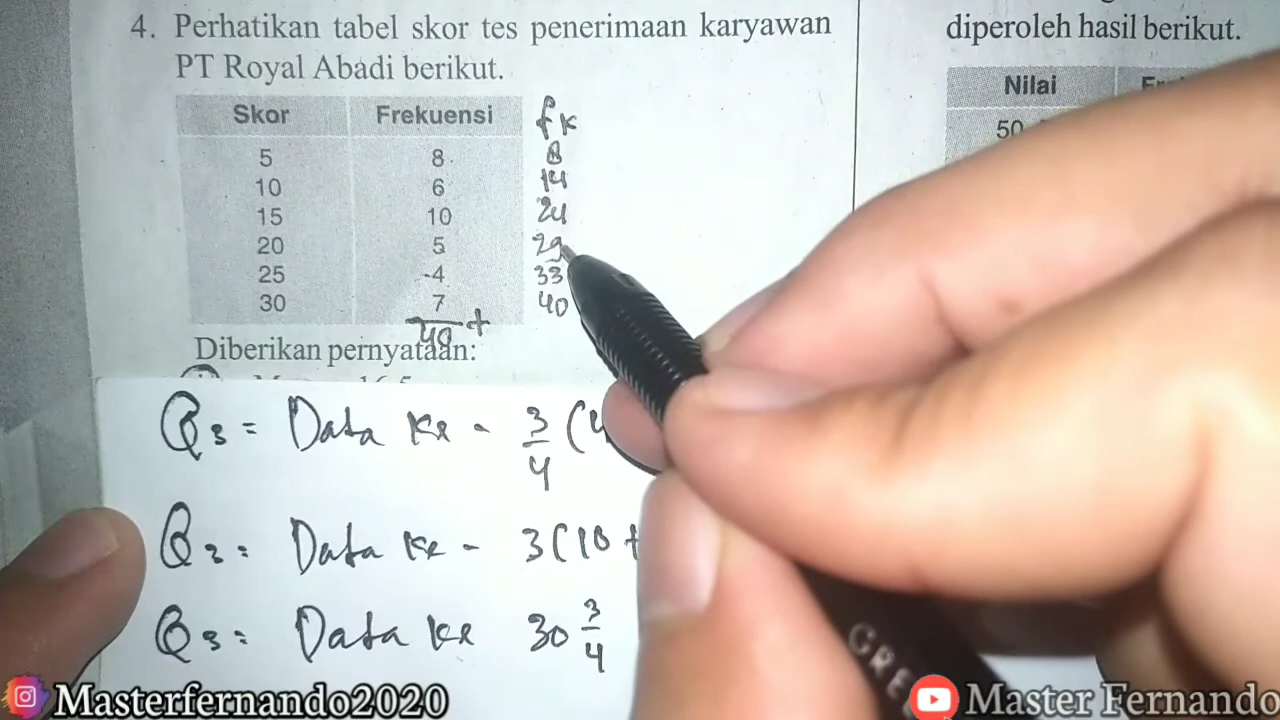 4. Perhatikan tabel skor tes penerimaan karyawan
PT Royal Abadi berikut.
Skor Frekuensi fk
5 8 8
10 6 14
15 10 24
20 5 29
25 -4 33
30 7 40
40 +
Diberikan pernyataan:
Q3 = Data ke - 3/4 (4
Q3 = Data ke - 3(10 +
Q3 = Data ke 30 3/4
diperoleh hasil berikut.
Nilai
50
GREE
Masterfernando2020
Master Fernando